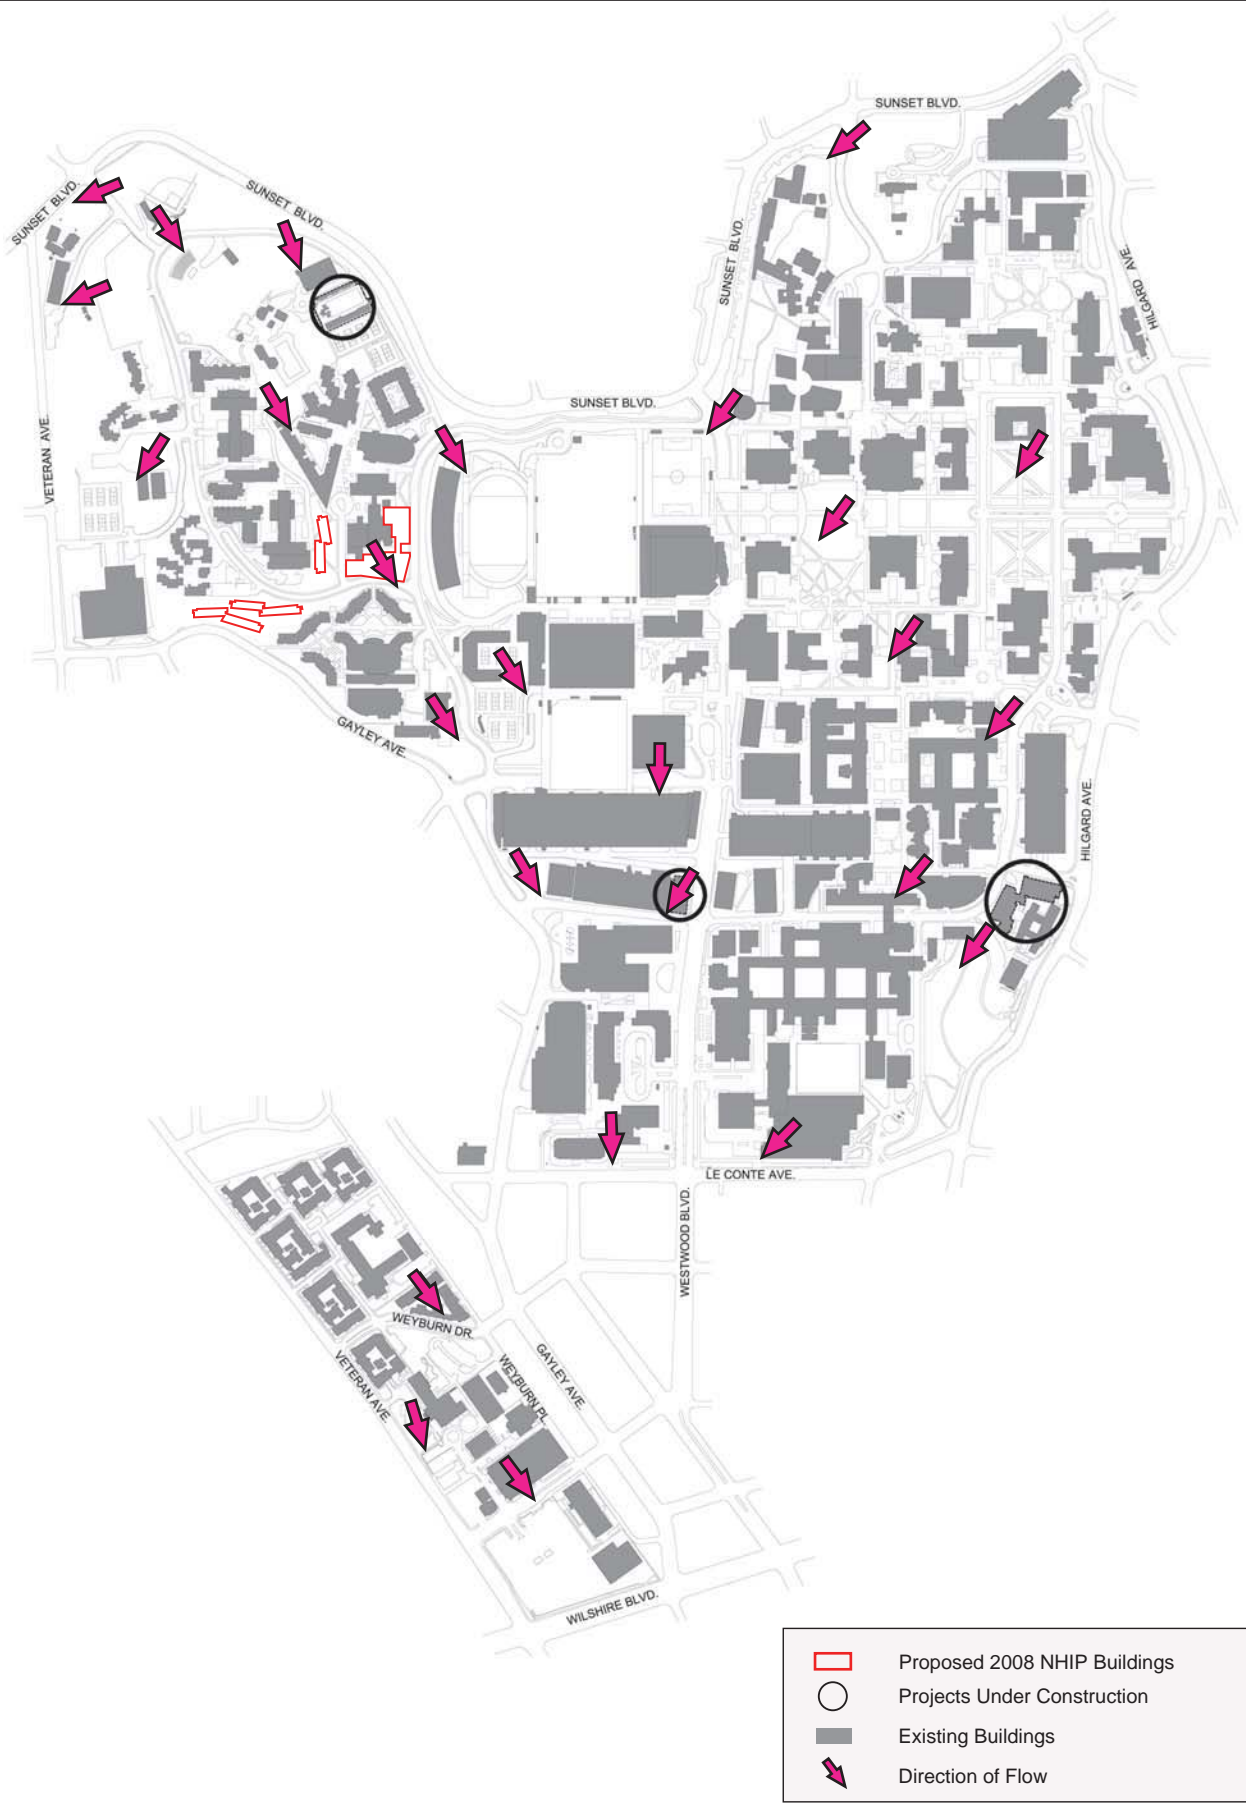 SUNSET BLVD.
SUNSET BLVD.
SUNSET BLVD.
SUNSET BLVD.
HILGARD AVE.
SUNSET BLVD.
VETERAN AVE.
GAYLEY AVE.
HILGARD AVE.
LE CONTE AVE.
WESTWOOD BLVD.
WEYBURN DR.
VETERAN AVE.
WEYBURN PL.
GAYLEY AVE.
WILSHIRE BLVD.
Proposed 2008 NHIP Buildings
Projects Under Construction
Existing Buildings
Direction of Flow